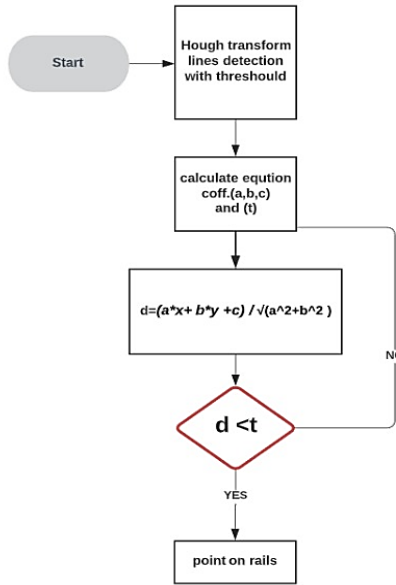 Start
Hough transform
lines detection
with threshould
calculate eqution
coff.(a,b,c)
and (t)
d=(a*x+ b*y +c) / √(a^2+b^2 )
d <t
YES
point on rails